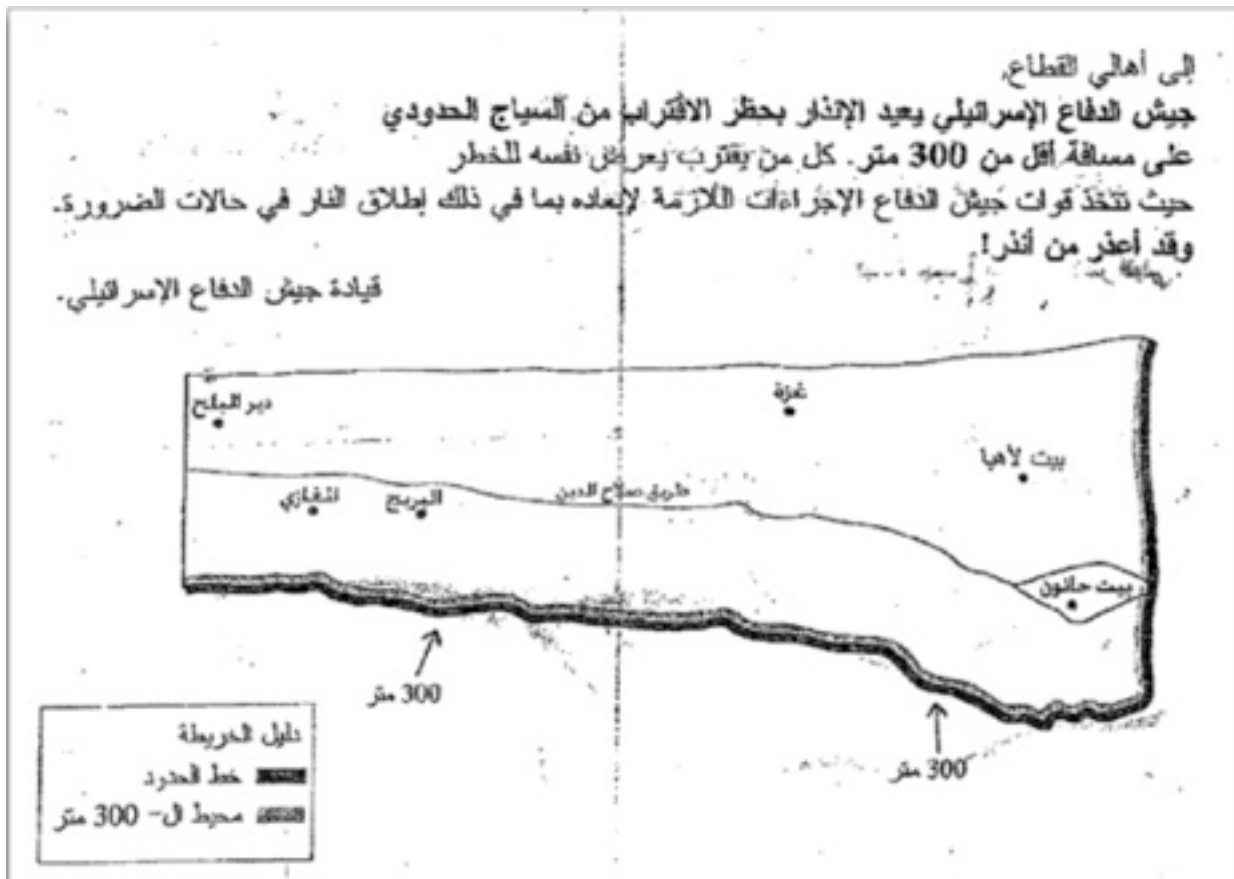 إلى أهالي القطاع,
جيش الدفاع الإسرائيلي يعيد الإنذار بحظر الاقتراب من السياج الحدودي
على مسافة أقل من 300 متر. كل من يقترب يعرض نفسه للخطر
حيث تتخذ قوات جيش الدفاع الإجراءات اللازمة لإبعاده بما في ذلك إطلاق النار في حالات الضرورة.
وقد أعذر من أنذر!
قيادة جيش الدفاع الإسرائيلي.
غزة
دير البلح
بيت لاهيا
طريق صلاح الدين
البريج
المغازي
بيت حانون
300 متر
300 متر
دليل الخريطة
خط الحدود
محيط ال- 300 متر